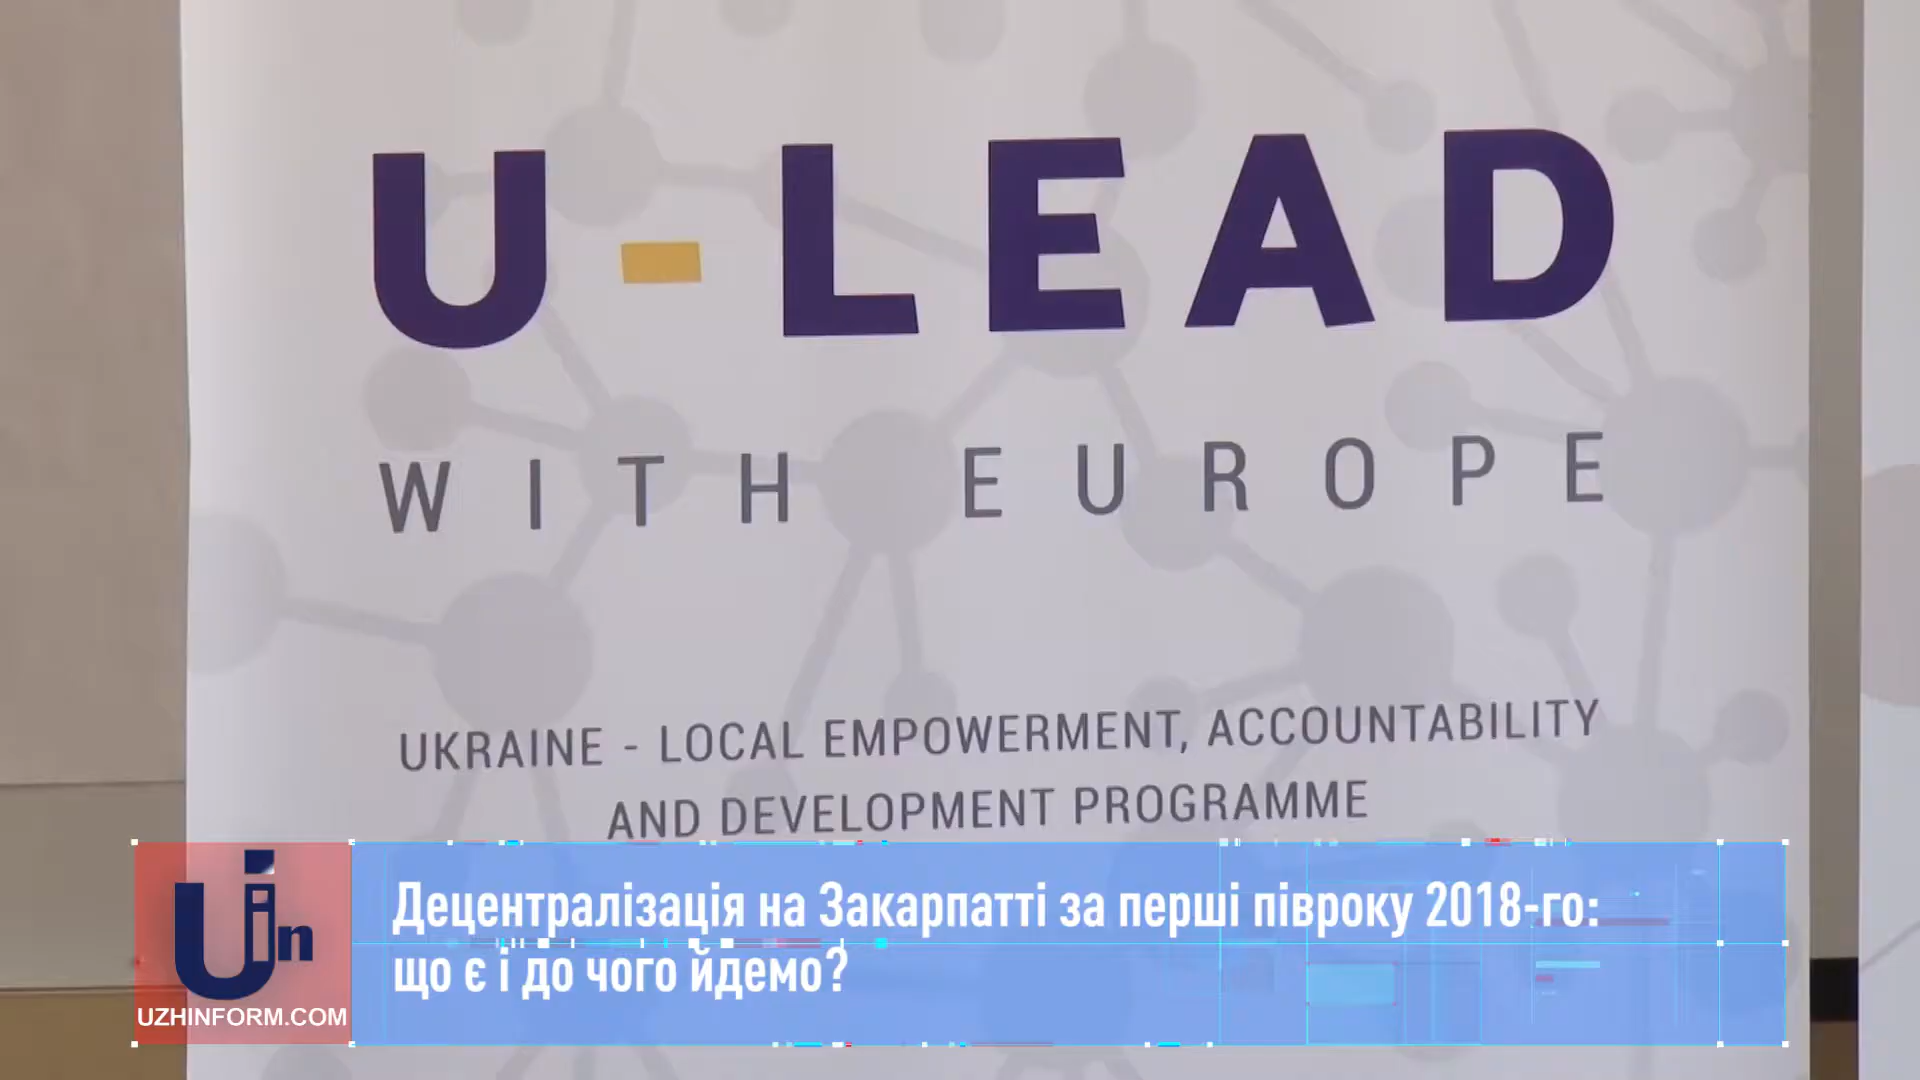 U-LEAD
WITH EUROPE
UKRAINE - LOCAL EMPOWERMENT, ACCOUNTABILITY
AND DEVELOPMENT PROGRAMME
Uin
UZHINFORM.COM
Децентралізація на Закарпатті за перші півроку 2018-го:
що є і до чого йдемо?